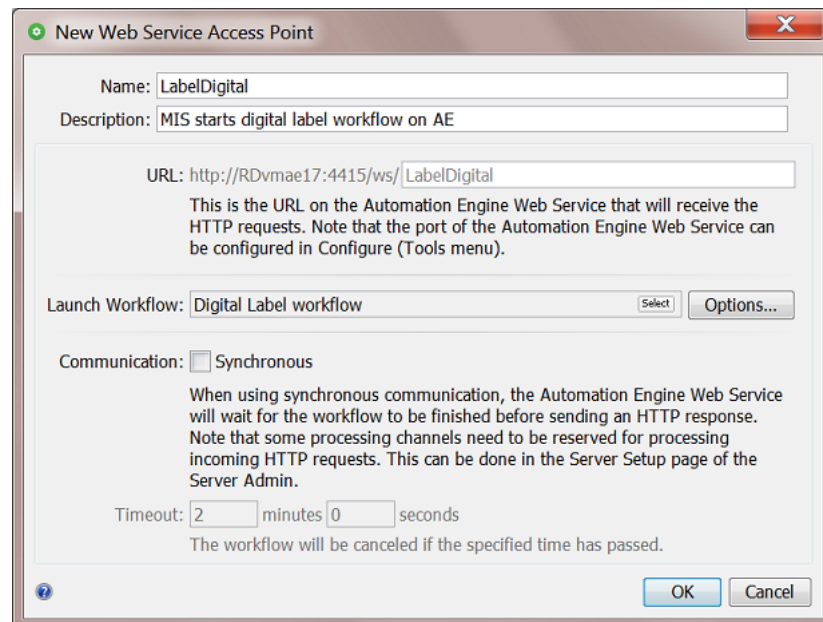 New Web Service Access Point
Name: LabelDigital
Description: MIS starts digital label workflow on AE
URL: http://RDvmae17:4415/ws/ LabelDigital
This is the URL on the Automation Engine Web Service that will receive the
HTTP requests. Note that the port of the Automation Engine Web Service can
be configured in Configure (Tools menu).
Launch Workflow: Digital Label workflow Select Options...
Communication: Synchronous
When using synchronous communication, the Automation Engine Web Service
will wait for the workflow to be finished before sending an HTTP response.
Note that some processing channels need to be reserved for processing
incoming HTTP requests. This can be done in the Server Setup page of the
Server Admin.
Timeout: 2 minutes 0 seconds
The workflow will be canceled if the specified time has passed.
? OK Cancel